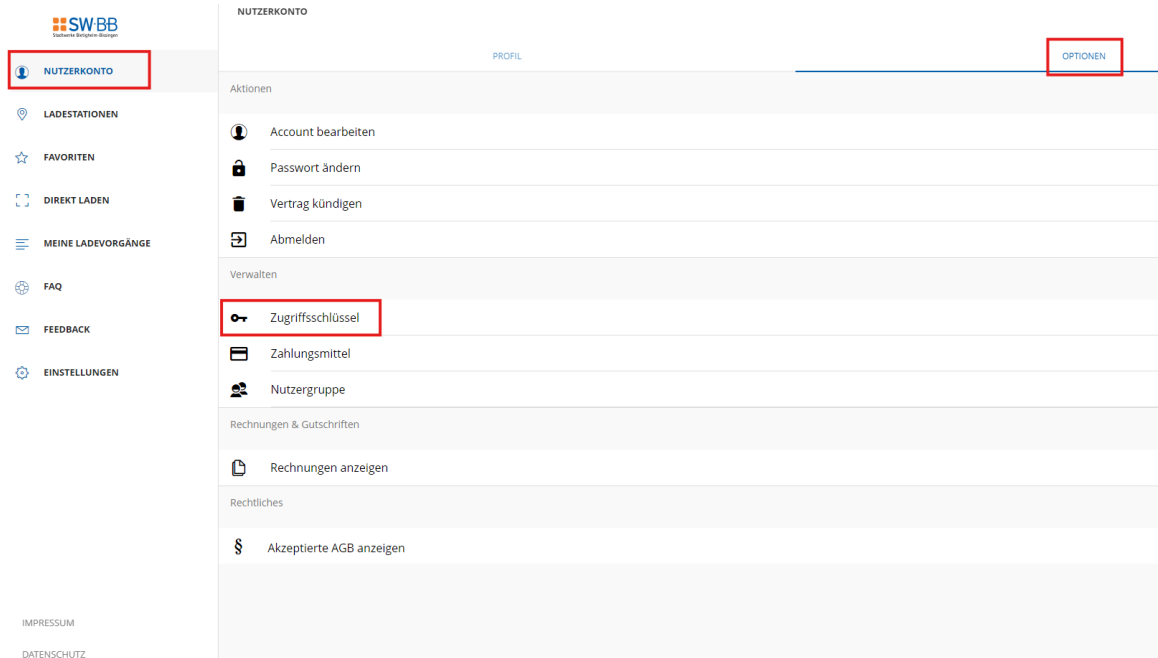 SW·BB
Stadtwerke Bietigheim-Bissingen
NUTZERKONTO
LADESTATIONEN
FAVORITEN
DIREKT LADEN
MEINE LADEVORGÄNGE
FAQ
FEEDBACK
EINSTELLUNGEN
IMPRESSUM
DATENSCHUTZ
NUTZERKONTO
PROFIL
OPTIONEN
Aktionen
Account bearbeiten
Passwort ändern
Vertrag kündigen
Abmelden
Verwalten
Zugriffsschlüssel
Zahlungsmittel
Nutzergruppe
Rechnungen & Gutschriften
Rechnungen anzeigen
Rechtliches
§ Akzeptierte AGB anzeigen